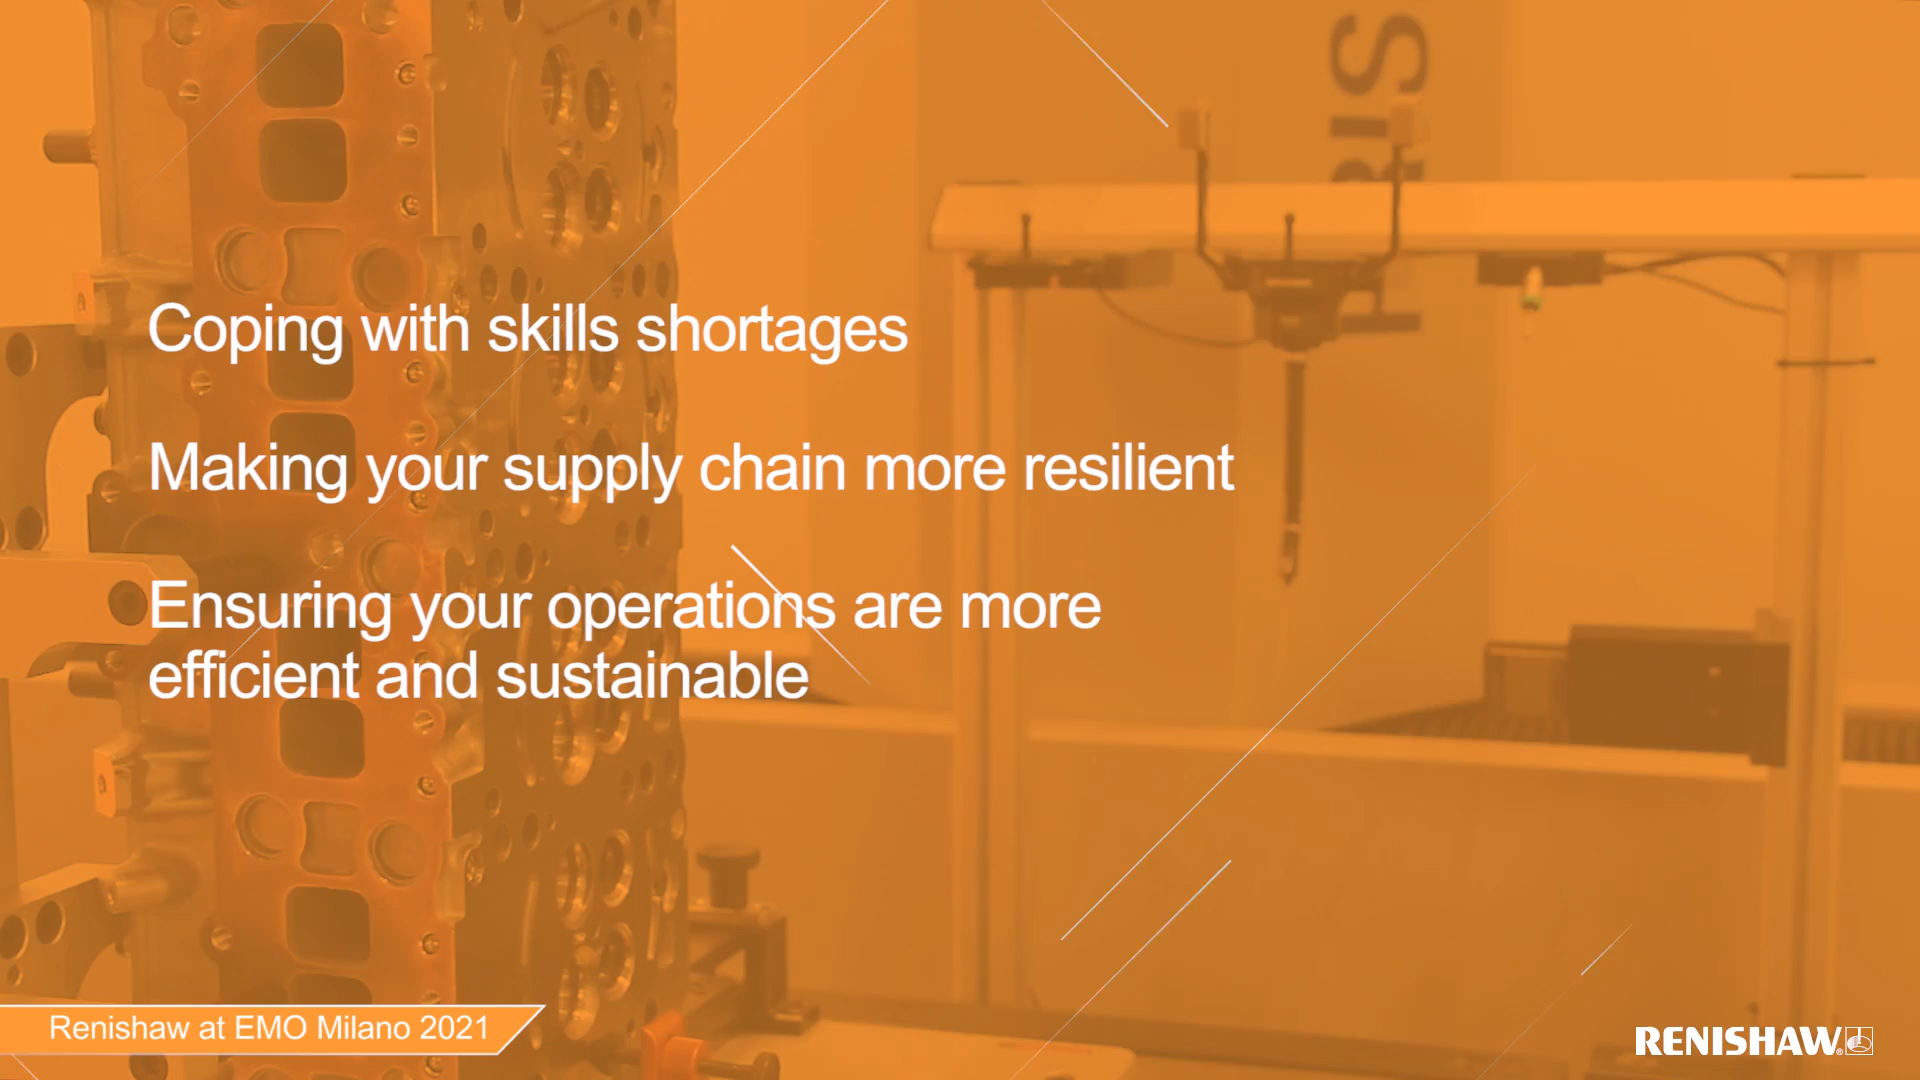 Coping with skills shortages
Making your supply chain more resilient
Ensuring your operations are more
efficient and sustainable
Renishaw at EMO Milano 2021
RENISHAW